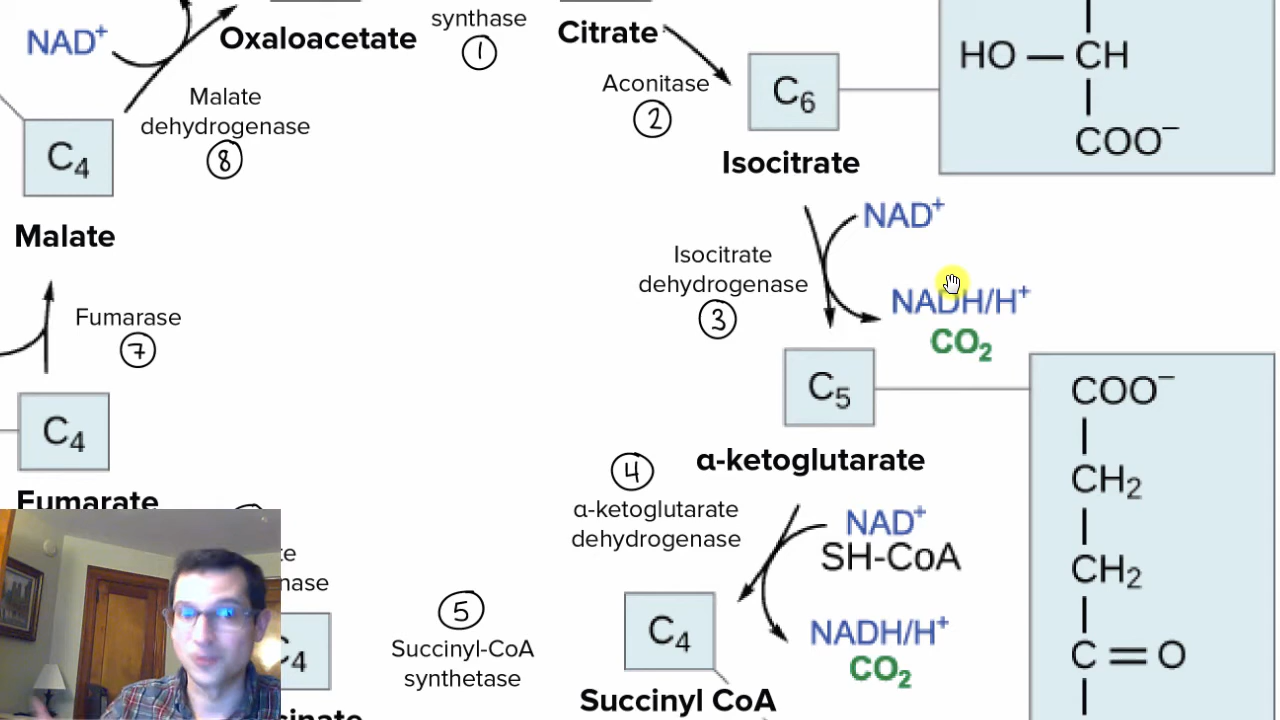 NAD⁺
Oxaloacetate
synthase
1
Citrate
Malate
dehydrogenase
8
C₄
Malate
Aconitase
2
C₆
Isocitrate
HO — CH
COO⁻
NAD⁺
Isocitrate
dehydrogenase
3
NADH/H⁺
CO₂
Fumarase
7
C₄
Fumarate
C₅
α-ketoglutarate
4
α-ketoglutarate
dehydrogenase
NAD⁺
SH-CoA
NADH/H⁺
CO₂
COO⁻
CH₂
CH₂
C=O
5
Succinyl-CoA
synthetase
C₄
Succinyl CoA